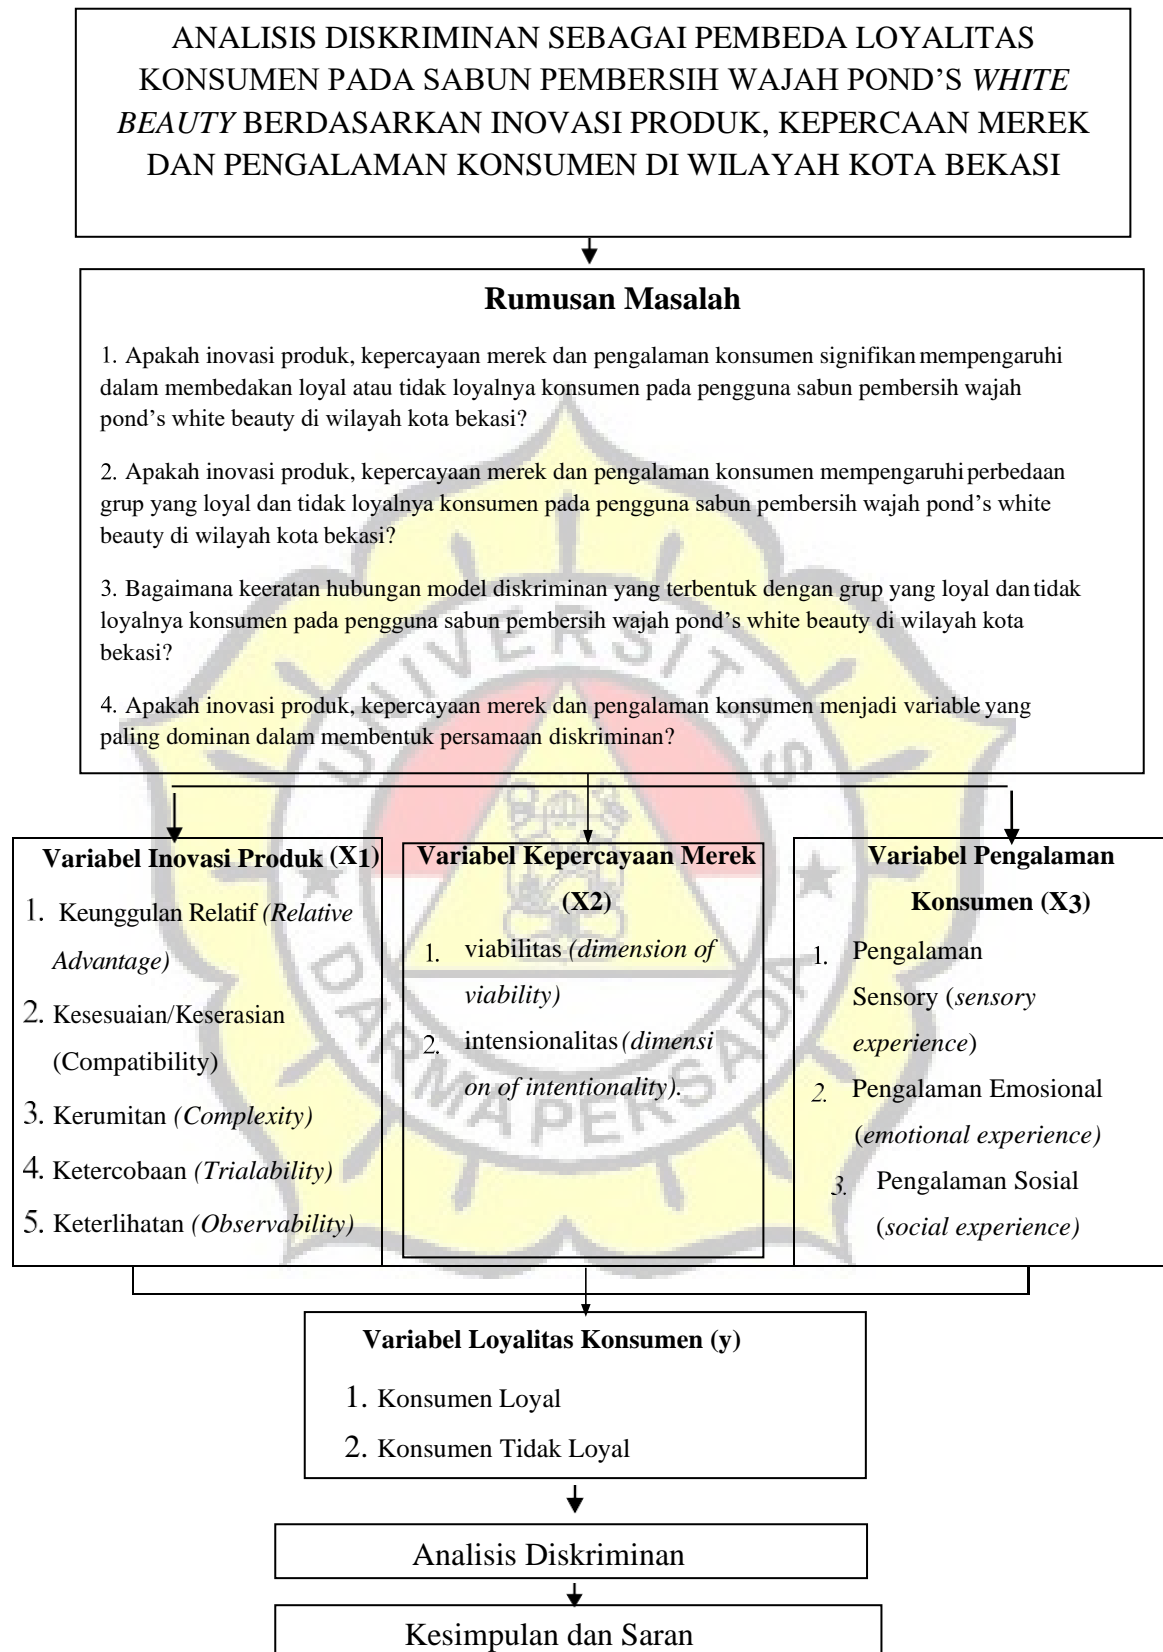 ANALISIS DISKRIMINAN SEBAGAI PEMBEDA LOYALITAS
KONSUMEN PADA SABUN PEMBERSIH WAJAH POND’S WHITE
BEAUTY BERDASARKAN INOVASI PRODUK, KEPERCAAN MEREK
DAN PENGALAMAN KONSUMEN DI WILAYAH KOTA BEKASI
Rumusan Masalah
1. Apakah inovasi produk, kepercayaan merek dan pengalaman konsumen signifikan mempengaruhi
dalam membedakan loyal atau tidak loyalnya konsumen pada pengguna sabun pembersih wajah
pond’s white beauty di wilayah kota bekasi?
2. Apakah inovasi produk, kepercayaan merek dan pengalaman konsumen mempengaruhi perbedaan
grup yang loyal dan tidak loyalnya konsumen pada pengguna sabun pembersih wajah pond’s white
beauty di wilayah kota bekasi?
3. Bagaimana keeratan hubungan model diskriminan yang terbentuk dengan grup yang loyal dan tidak
loyalnya konsumen pada pengguna sabun pembersih wajah pond’s white beauty di wilayah kota
bekasi?
4. Apakah inovasi produk, kepercayaan merek dan pengalaman konsumen menjadi variable yang
paling dominan dalam membentuk persamaan diskriminan?
Variabel Inovasi Produk (X1)
1. Keunggulan Relatif (Relative
Advantage)
2. Kesesuaian/Keserasian
(Compatibility)
3. Kerumitan (Complexity)
4. Ketercobaan (Trialability)
5. Keterlihatan (Observability)
Variabel Kepercayaan Merek
(X2)
1. viabilitas (dimension of
viability)
2. intensionalitas (dimensi
on of intentionality).
Variabel Pengalaman
Konsumen (X3)
1. Pengalaman
Sensory (sensory
experience)
2. Pengalaman Emosional
(emotional experience)
3. Pengalaman Sosial
(social experience)
Variabel Loyalitas Konsumen (y)
1. Konsumen Loyal
2. Konsumen Tidak Loyal
Analisis Diskriminan
Kesimpulan dan Saran
UNIVERSITAS
DARMA PERSADA